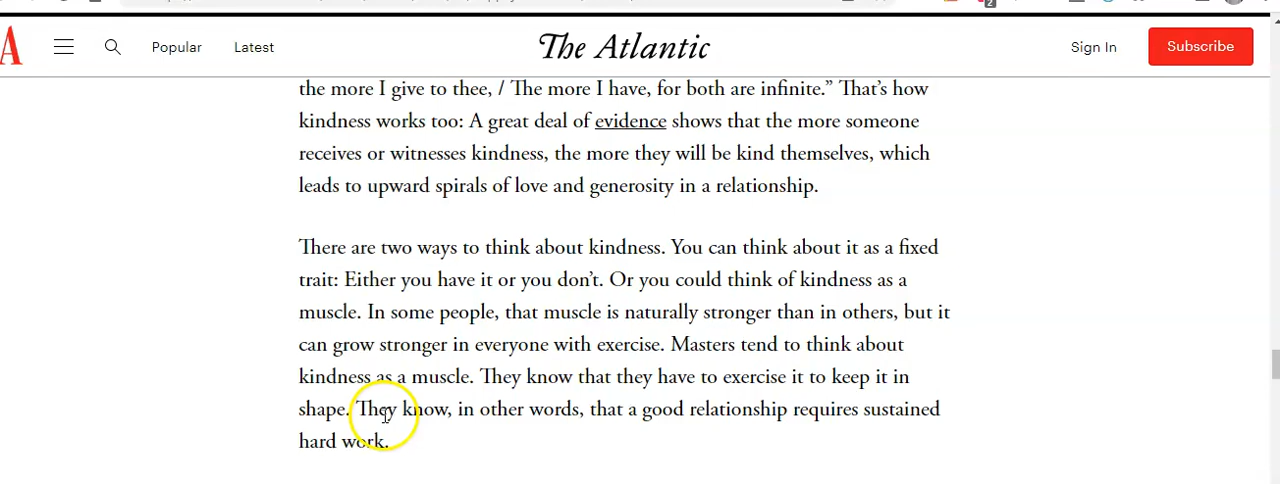 2
A
Popular
Latest
The Atlantic
Sign In
Subscribe
the more I give to thee, / The more I have, for both are infinite.” That’s how
kindness works too: A great deal of evidence shows that the more someone
receives or witnesses kindness, the more they will be kind themselves, which
leads to upward spirals of love and generosity in a relationship.
There are two ways to think about kindness. You can think about it as a fixed
trait: Either you have it or you don’t. Or you could think of kindness as a
muscle. In some people, that muscle is naturally stronger than in others, but it
can grow stronger in everyone with exercise. Masters tend to think about
kindness as a muscle. They know that they have to exercise it to keep it in
shape. They know, in other words, that a good relationship requires sustained
hard work.